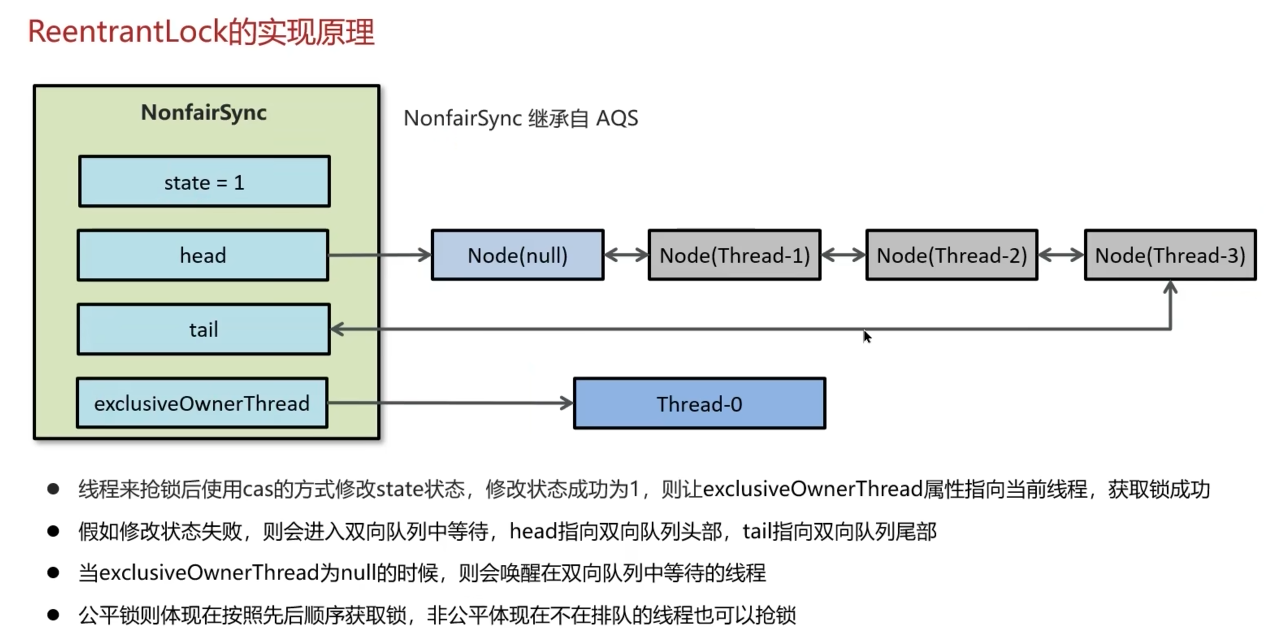 ReentrantLock的实现原理
NonfairSync
NonfairSync 继承自 AQS
state = 1
head
Node(null)
Node(Thread-1)
Node(Thread-2)
Node(Thread-3)
tail
exclusiveOwnerThread
Thread-0
● 线程来抢锁后使用cas的方式修改state状态，修改状态成功为1，则让exclusiveOwnerThread属性指向当前线程，获取锁成功
● 假如修改状态失败，则会进入双向队列中等待，head指向双向队列头部，tail指向双向队列尾部
● 当exclusiveOwnerThread为null的时候，则会唤醒在双向队列中等待的线程
● 公平锁则体现在按照先后顺序获取锁，非公平体现在不在排队的线程也可以抢锁